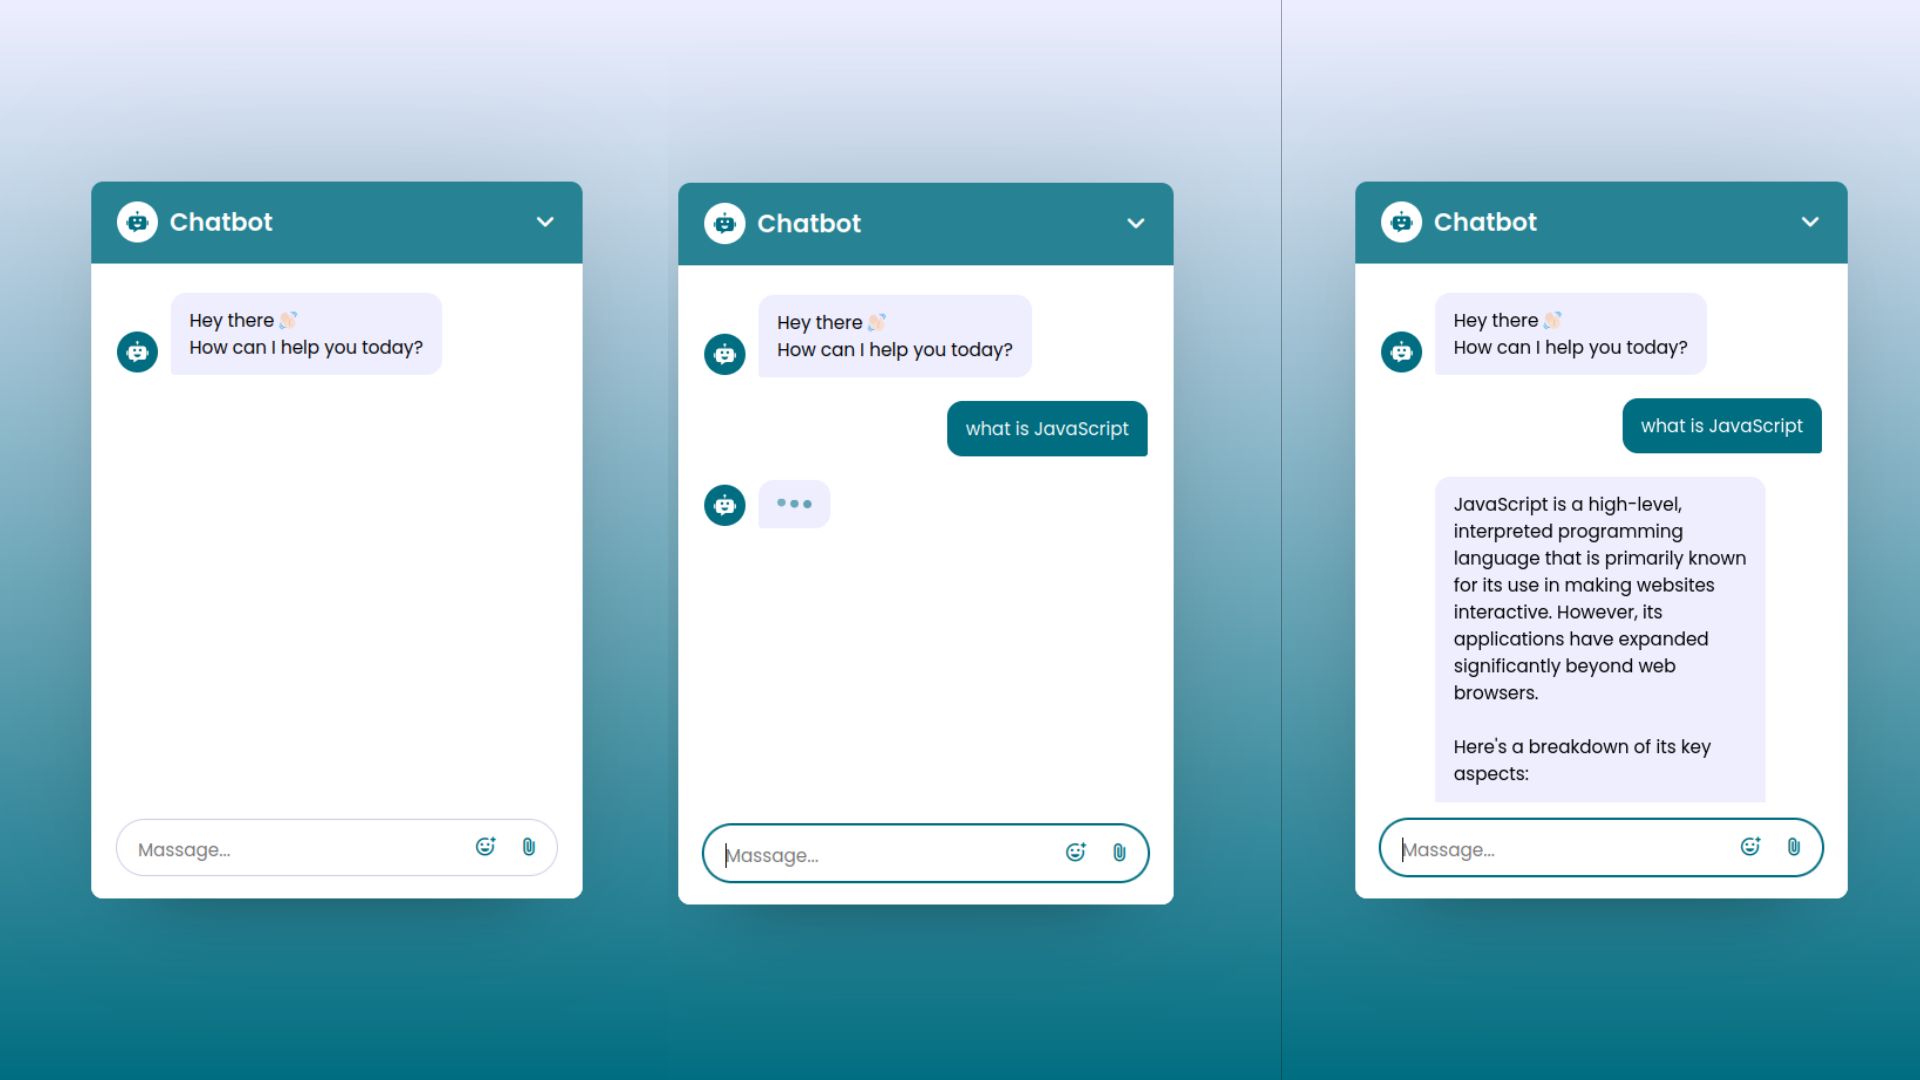 Chatbot
Hey there 👋🏻
How can I help you today?
Massage...
Chatbot
Hey there 👋🏻
How can I help you today?
what is JavaScript
Massage...
Chatbot
Hey there 👋🏻
How can I help you today?
what is JavaScript
JavaScript is a high-level,
interpreted programming
language that is primarily known
for its use in making websites
interactive. However, its
applications have expanded
significantly beyond web
browsers.
Here's a breakdown of its key
aspects:
Massage...